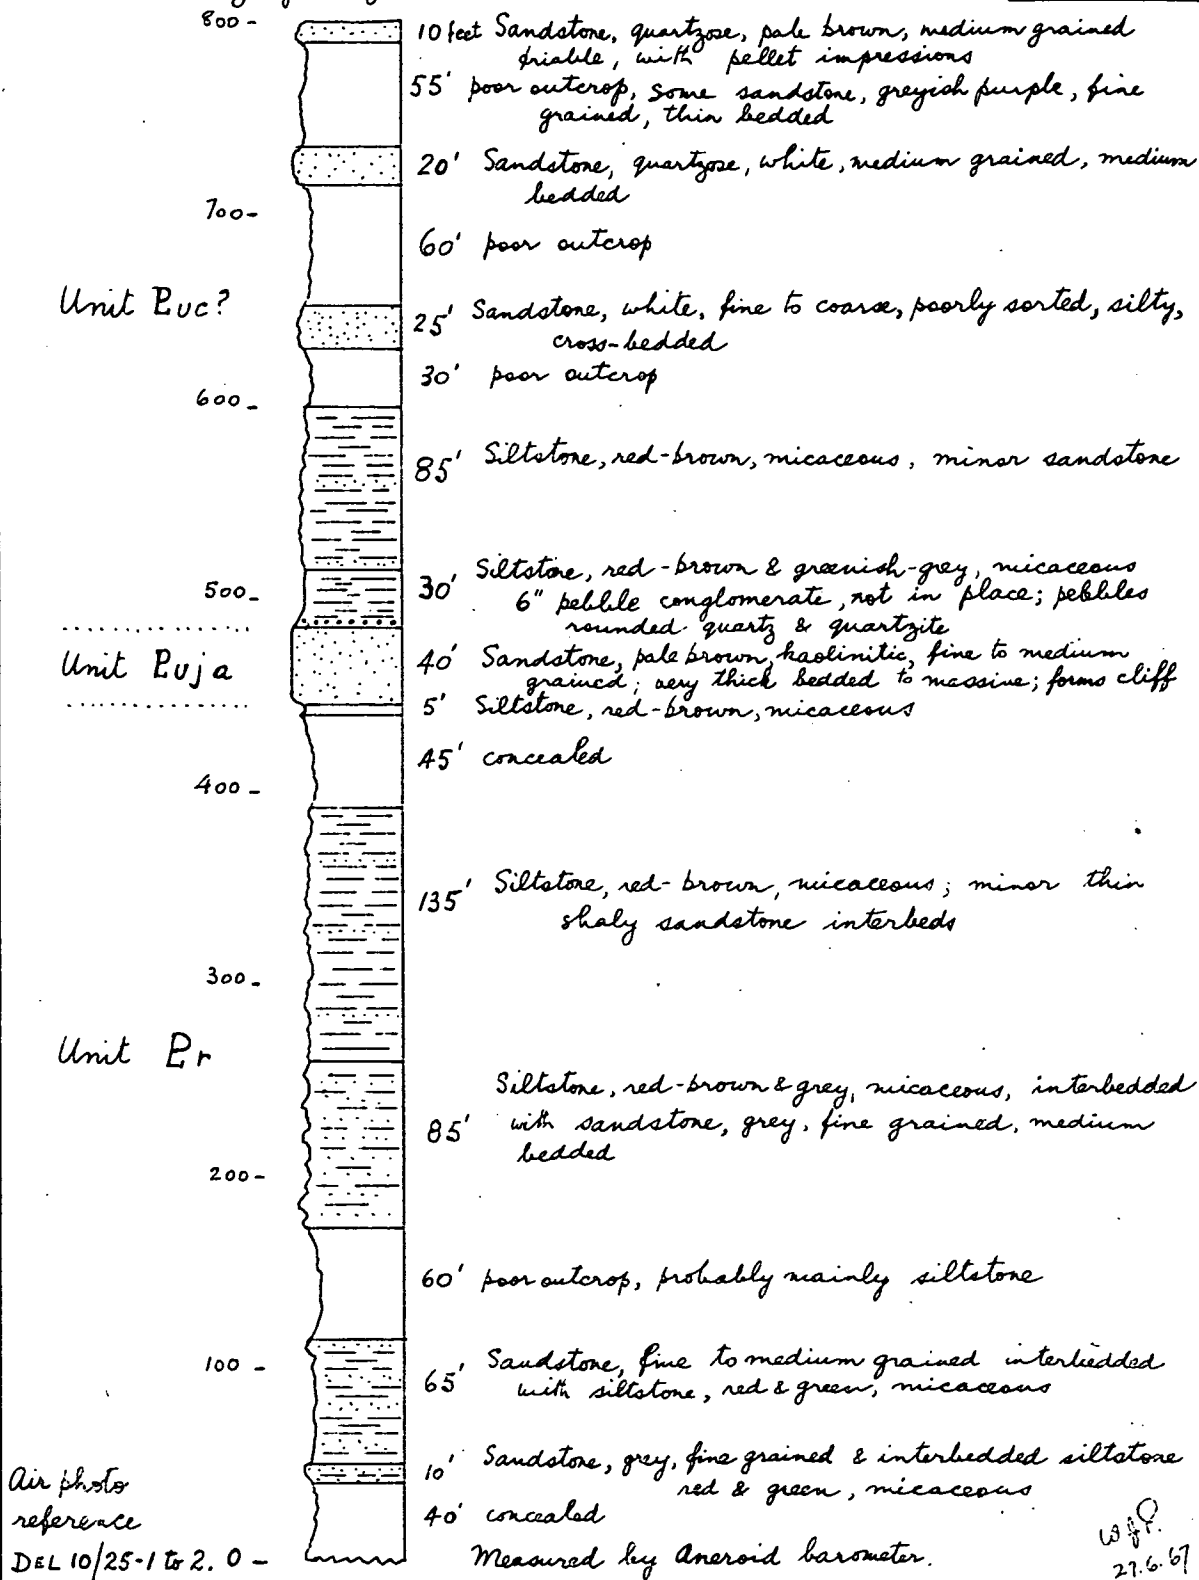 800 -
10 feet Sandstone, quartzose, pale brown, medium grained
friable, with pellet impressions
55' poor outcrop, some sandstone, greyish purple, fine
grained, thin bedded
20' Sandstone, quartzose, white, medium grained, medium
bedded
700 -
60' poor outcrop
Unit Puc?
25' Sandstone, white, fine to coarse, poorly sorted, silty,
cross-bedded
30' poor outcrop
600 -
85' Siltstone, red-brown, micaceous, minor sandstone
30' Siltstone, red-brown & greenish-grey, micaceous
6" pebble conglomerate, not in place; pebbles
rounded quartz & quartzite
500 -
Unit Puja
40' Sandstone, pale brown, kaolinitic, fine to medium
grained; very thick bedded to massive; forms cliff
5' Siltstone, red-brown, micaceous
45' concealed
400 -
135' Siltstone, red-brown, micaceous; minor thin
shaly sandstone interbeds
300 -
Unit Pr
Siltstone, red-brown & grey, micaceous, interbedded
85' with sandstone, grey, fine grained, medium
bedded
200 -
60' poor outcrop, probably mainly siltstone
100 -
65' Sandstone, fine to medium grained interbedded
with siltstone, red & green, micaceous
10' Sandstone, grey, fine grained & interbedded siltstone
red & green, micaceous
40' concealed
Air photo
reference
DEL 10/25-1 to 2. 0 -
Measured by Aneroid barometer.
27.6.67